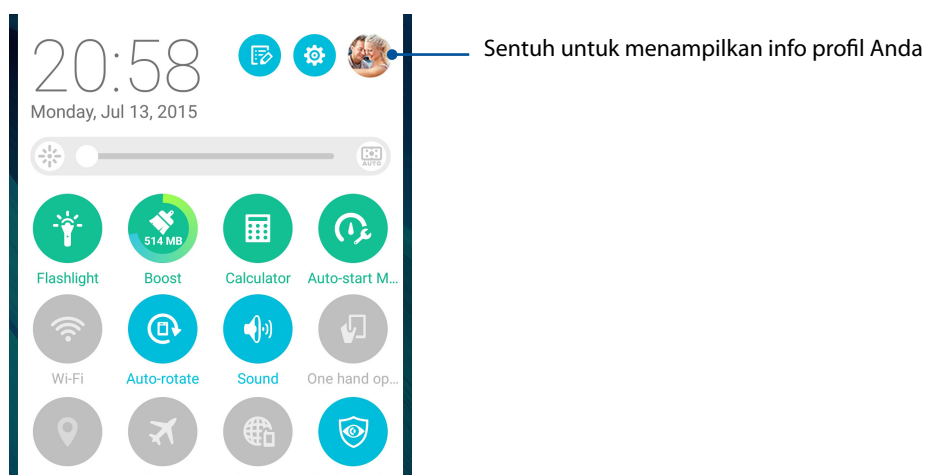 20:58
Sentuh untuk menampilkan info profil Anda
Monday, Jul 13, 2015
AUTO
514 MB
Flashlight
Boost
Calculator
Auto-start M...
Wi-Fi
Auto-rotate
Sound
One hand op...